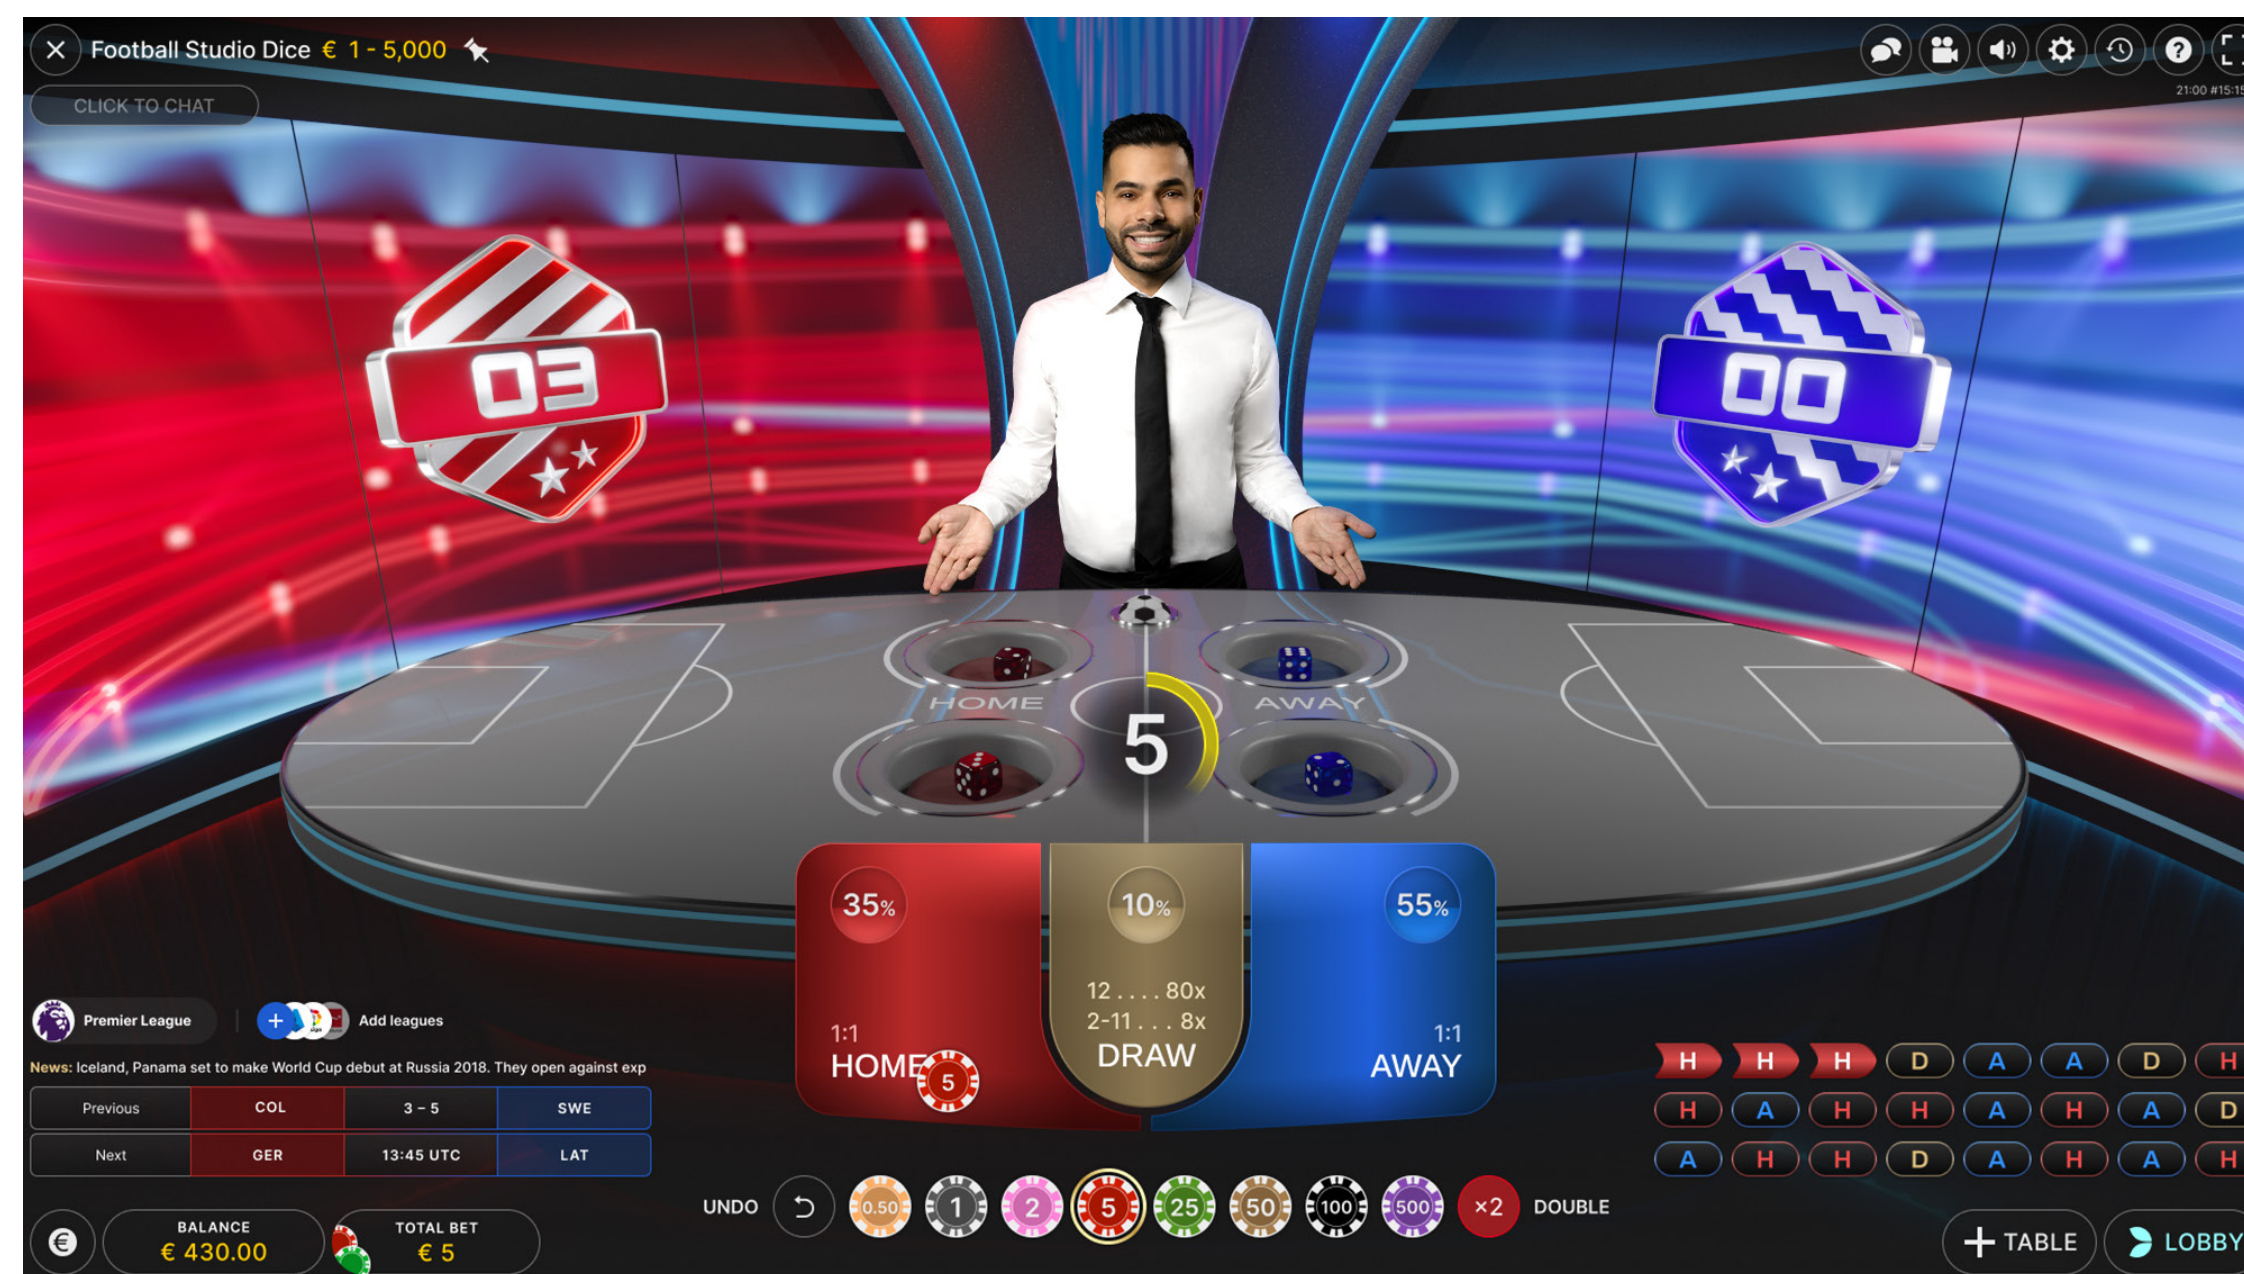 Football Studio Dice € 1 - 5,000
CLICK TO CHAT
21:00 #15:15
03
00
HOME
AWAY
5
35%
10%
55%
12 .... 80x
2-11 ... 8x
1:1
HOME
5
DRAW
1:1
AWAY
Premier League
Add leagues
News: Iceland, Panama set to make World Cup debut at Russia 2018. They open against exp
Previous COL 3 – 5 SWE
Next GER 13:45 UTC LAT
H H H D A A D H
H A H H A H A D
A H H D A H A H
UNDO 0.50 1 2 5 25 50 100 500 ×2 DOUBLE
€
BALANCE
€ 430.00
TOTAL BET
€ 5
+ TABLE
LOBBY